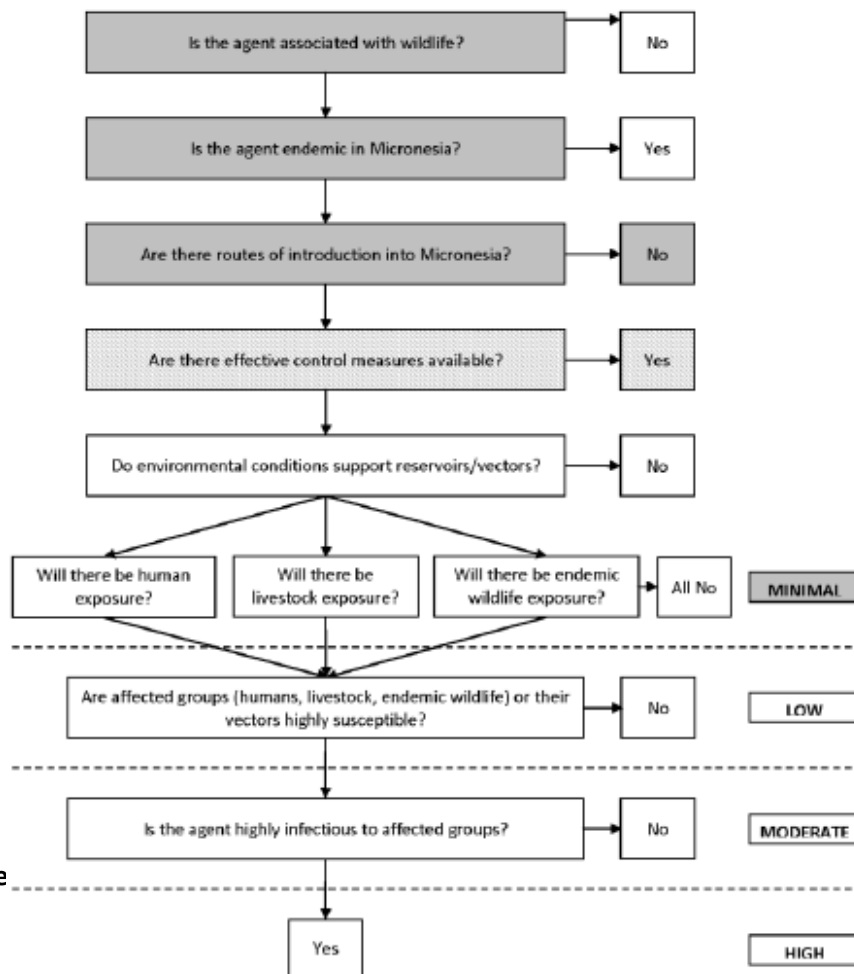 Is the agent associated with wildlife?
No
Is the agent endemic in Micronesia?
Yes
Are there routes of introduction into Micronesia?
No
Are there effective control measures available?
Yes
Do environmental conditions support reservoirs/vectors?
No
Will there be human
exposure?
Will there be
livestock exposure?
Will there be endemic
wildlife exposure?
All No
MINIMAL
Are affected groups (humans, livestock, endemic wildlife) or their
vectors highly susceptible?
No
LOW
Is the agent highly infectious to affected groups?
No
MODERATE
e
Yes
HIGH